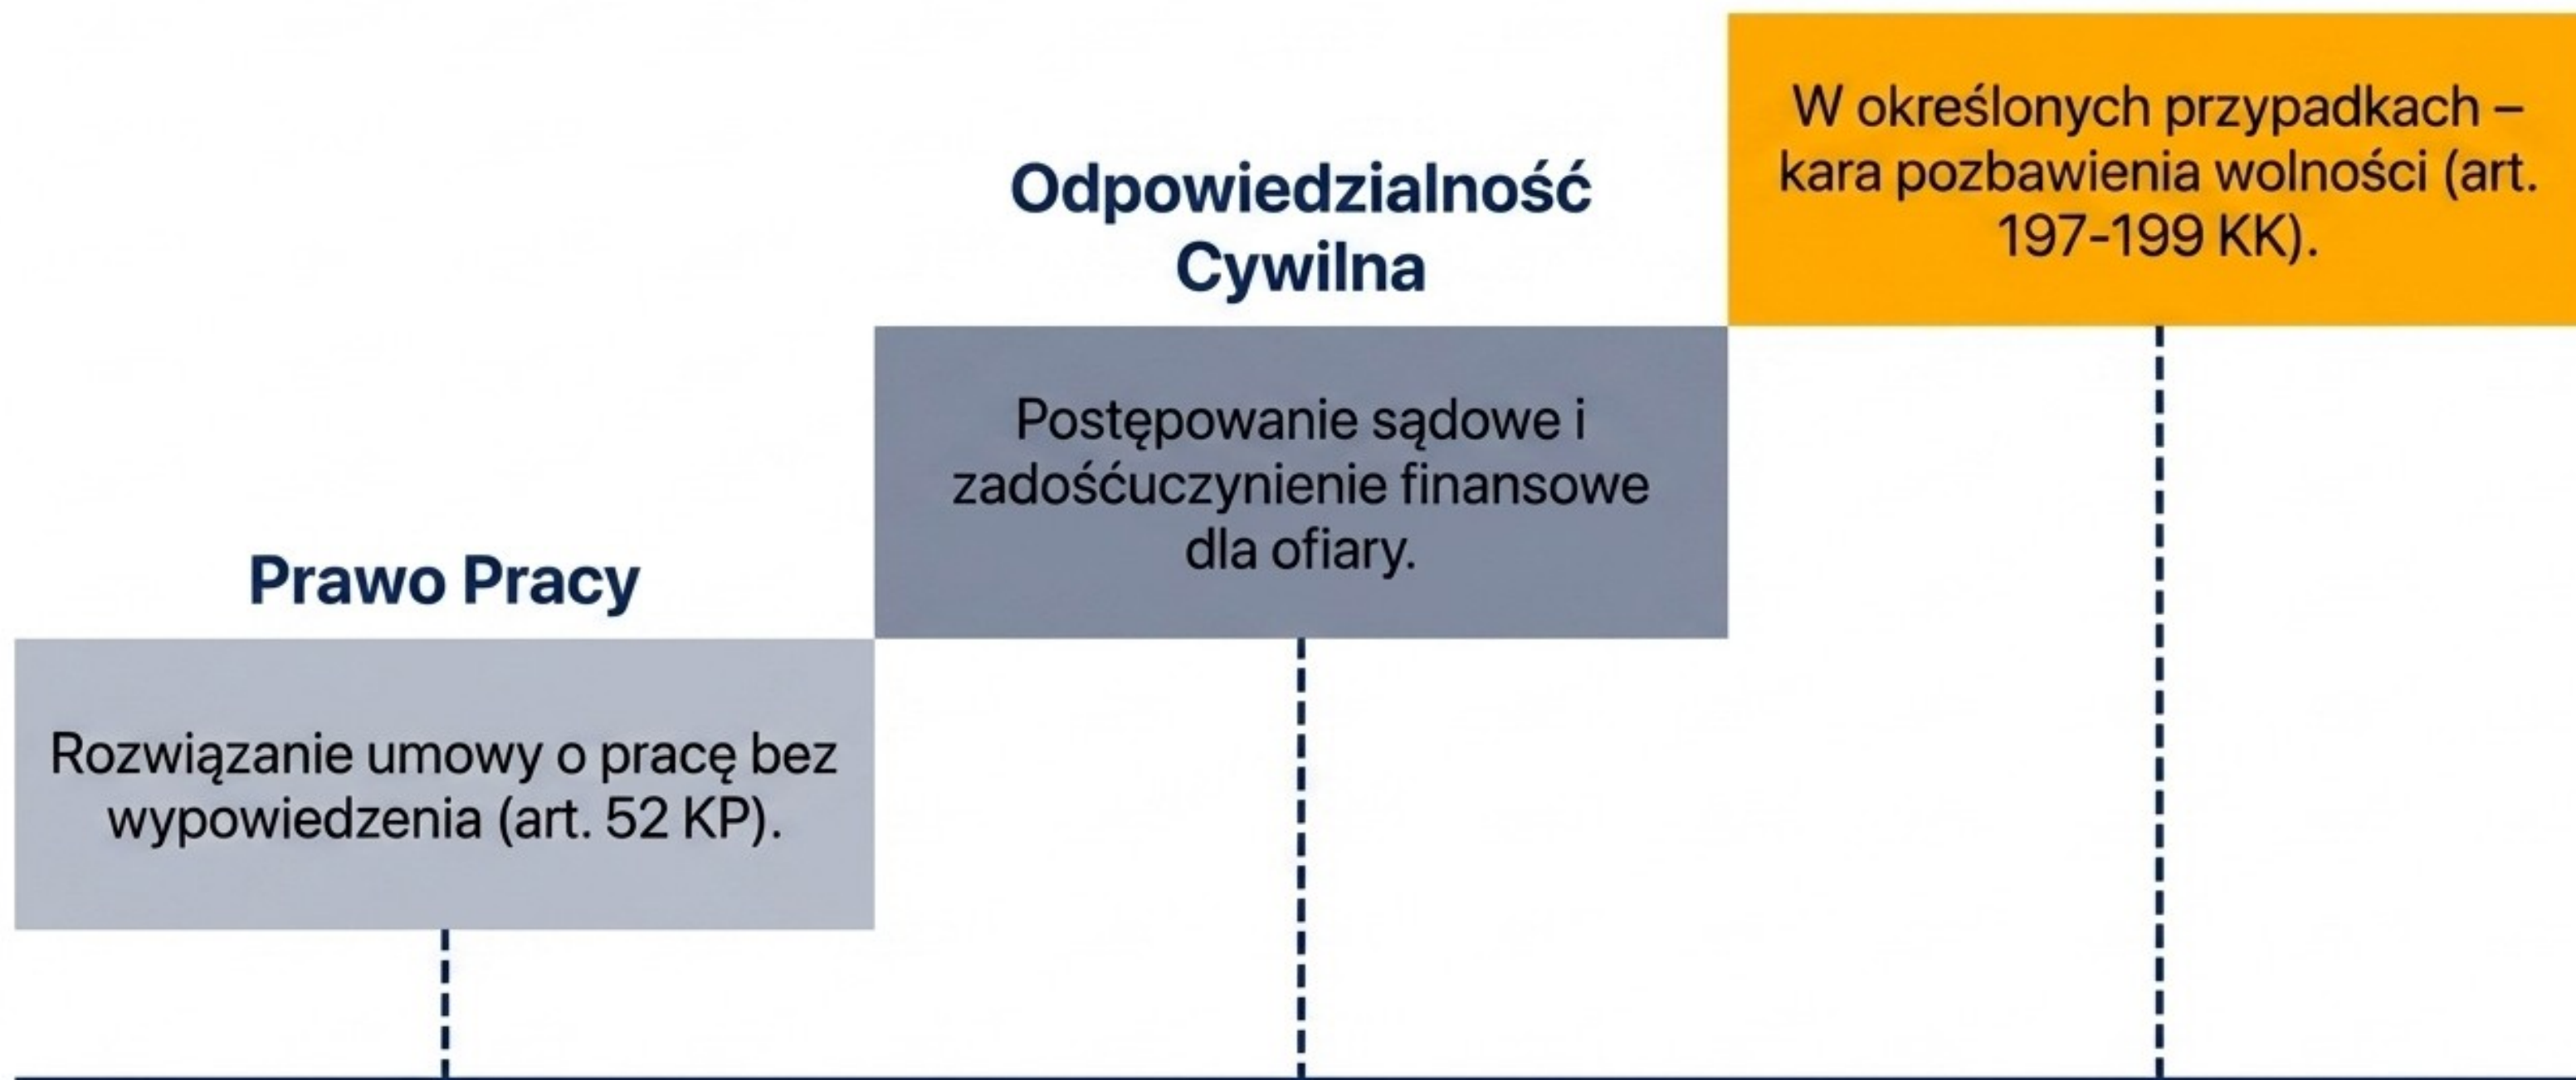 Prawo Pracy
Rozwiązanie umowy o pracę bez
wypowiedzenia (art. 52 KP).
Odpowiedzialność
Cywilna
Postępowanie sądowe i
zadośćuczynienie finansowe
dla ofiary.
W określonych przypadkach –
kara pozbawienia wolności (art.
197-199 KK).